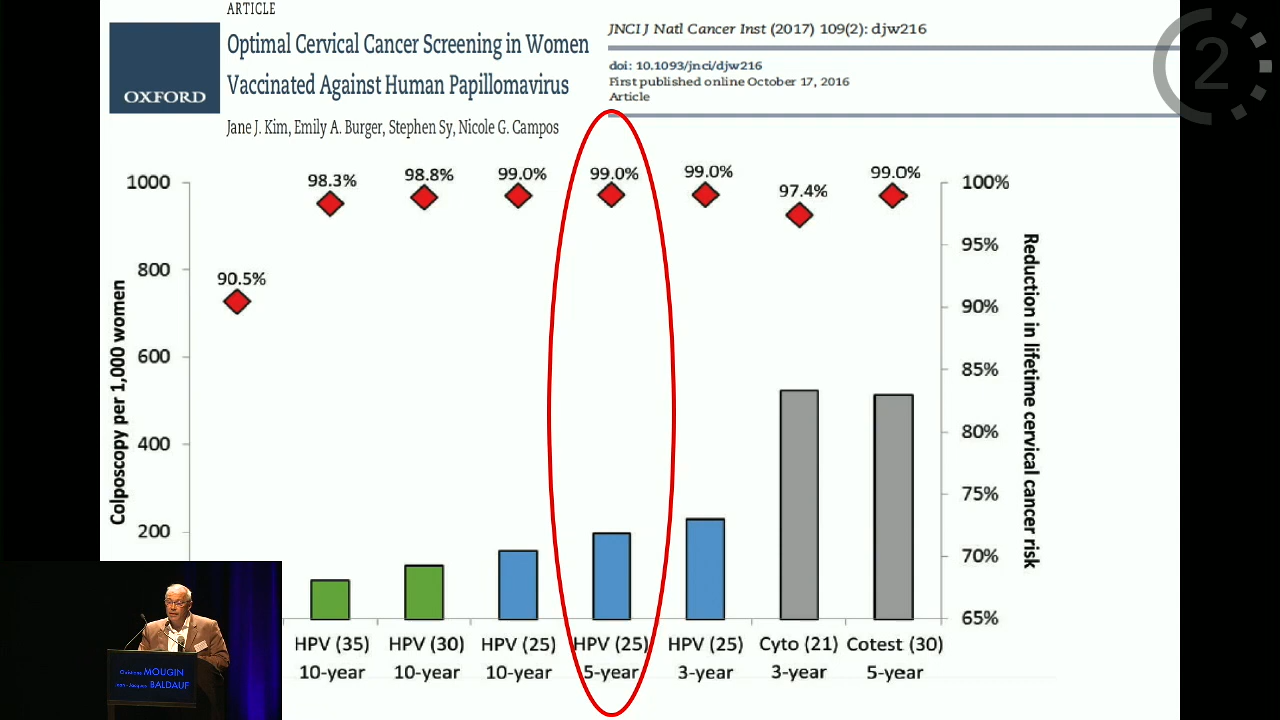 ARTICLE
OXFORD
Optimal Cervical Cancer Screening in Women
Vaccinated Against Human Papillomavirus
Jane J. Kim, Emily A. Burger, Stephen Sy, Nicole G. Campos
JNCI J Natl Cancer Inst (2017) 109(2): djw216
doi: 10.1093/jnci/djw216
First published online October 17, 2016
Article
2
90.5%
98.3%
98.8%
99.0%
99.0%
99.0%
97.4%
99.0%
Colposcopy per 1,000 women
1000
800
600
400
200
100%
95%
90%
85%
80%
75%
70%
65%
Reduction in lifetime cervical cancer risk
HPV (35) HPV (30) HPV (25) HPV (25) HPV (25) Cyto (21) Cotest (30)
10-year 10-year 10-year 5-year 3-year 3-year 5-year
Christiane MOUGIN
Jean-Jacques BALDAUF